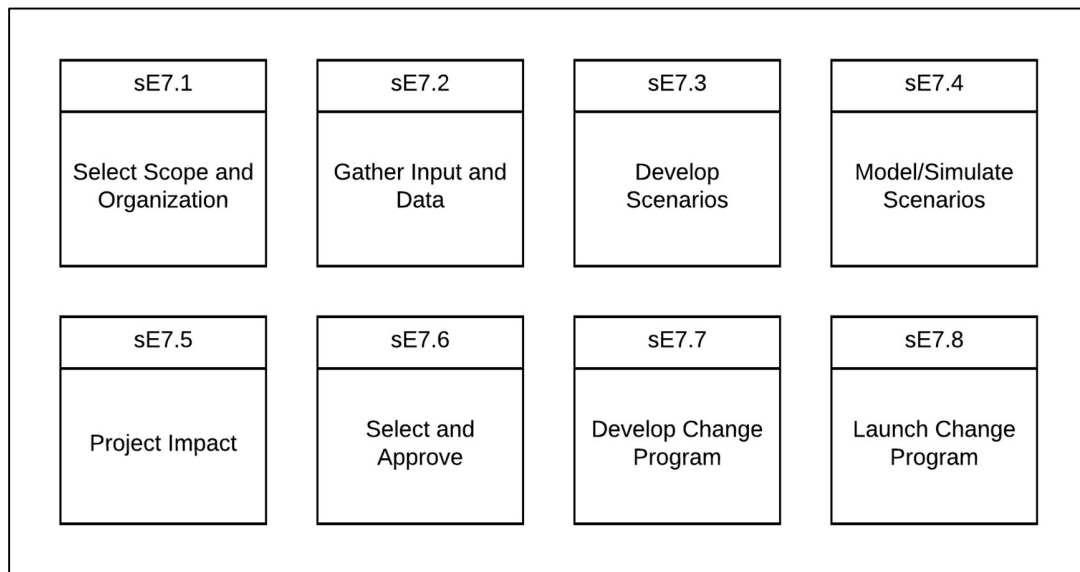 sE7.1
Select Scope and
Organization
sE7.2
Gather Input and
Data
sE7.3
Develop
Scenarios
sE7.4
Model/Simulate
Scenarios
sE7.5
Project Impact
sE7.6
Select and
Approve
sE7.7
Develop Change
Program
sE7.8
Launch Change
Program